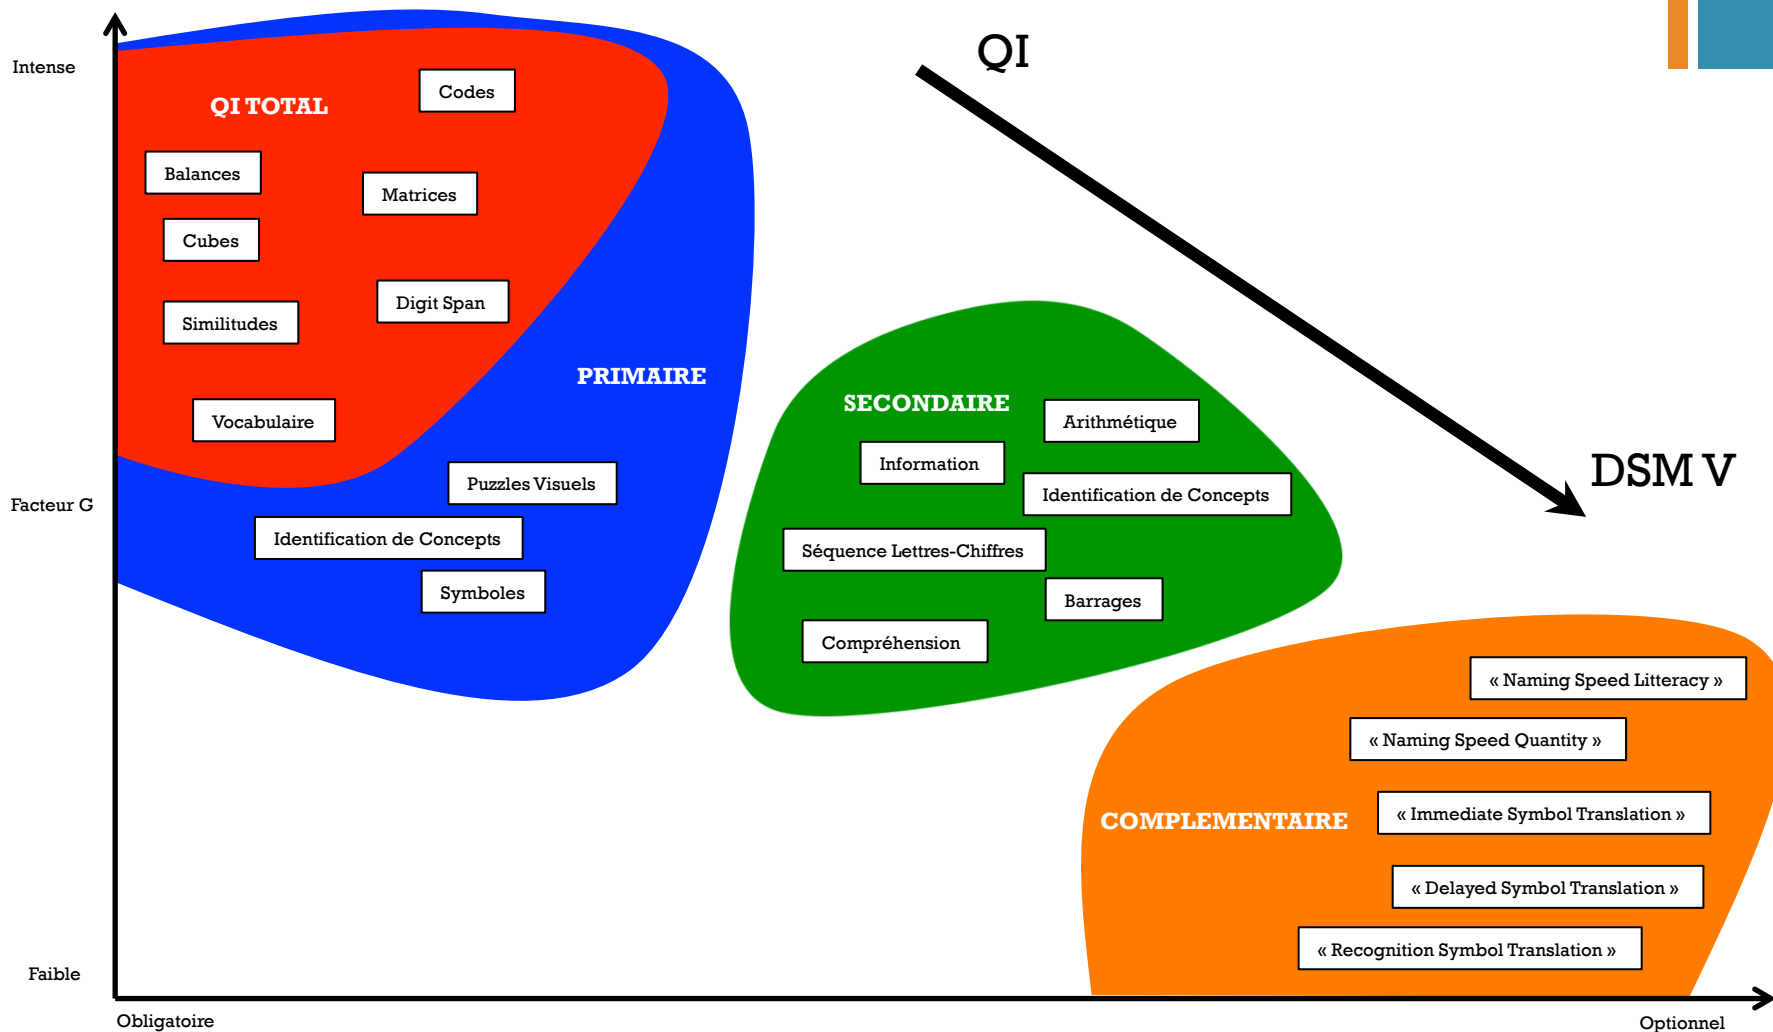 Intense
QI
Codes
QI TOTAL
Balances
Matrices
Cubes
Digit Span
Similitudes
PRIMAIRE
Vocabulaire
SECONDAIRE
Arithmétique
Information
DSM V
Puzzles Visuels
Identification de Concepts
Facteur G
Identification de Concepts
Séquence Lettres-Chiffres
Symboles
Barrages
Compréhension
« Naming Speed Litteracy »
« Naming Speed Quantity »
COMPLEMENTAIRE
« Immediate Symbol Translation »
« Delayed Symbol Translation »
« Recognition Symbol Translation »
Faible
Obligatoire
Optionnel